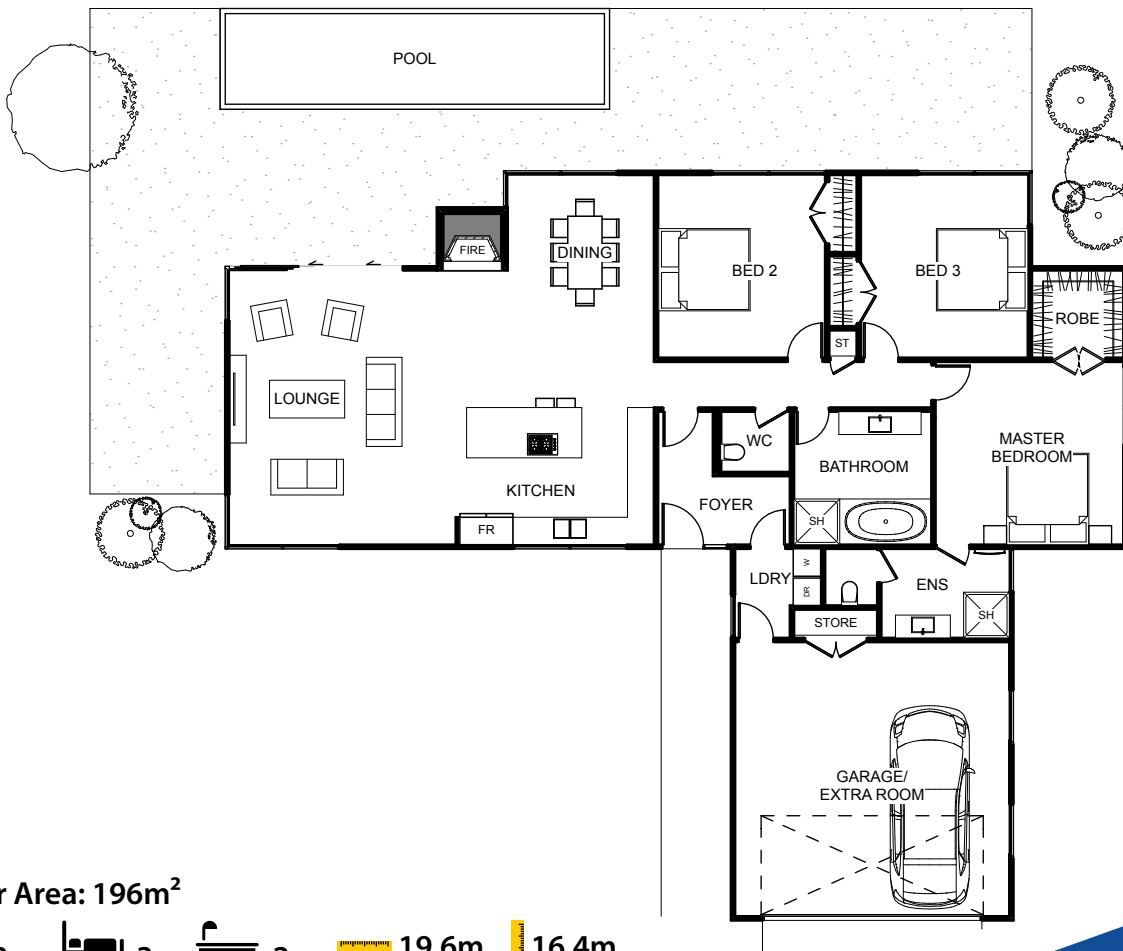 POOL
FIRE
DINING
BED 2
BED 3
ROBE
ST
LOUNGE
WC
MASTER
BEDROOM
BATHROOM
KITCHEN
FOYER
SH
FR
W
LDRY
DR
ENS
SH
STORE
GARAGE/
EXTRA ROOM
Area: 196m²
19.6m 16.4m